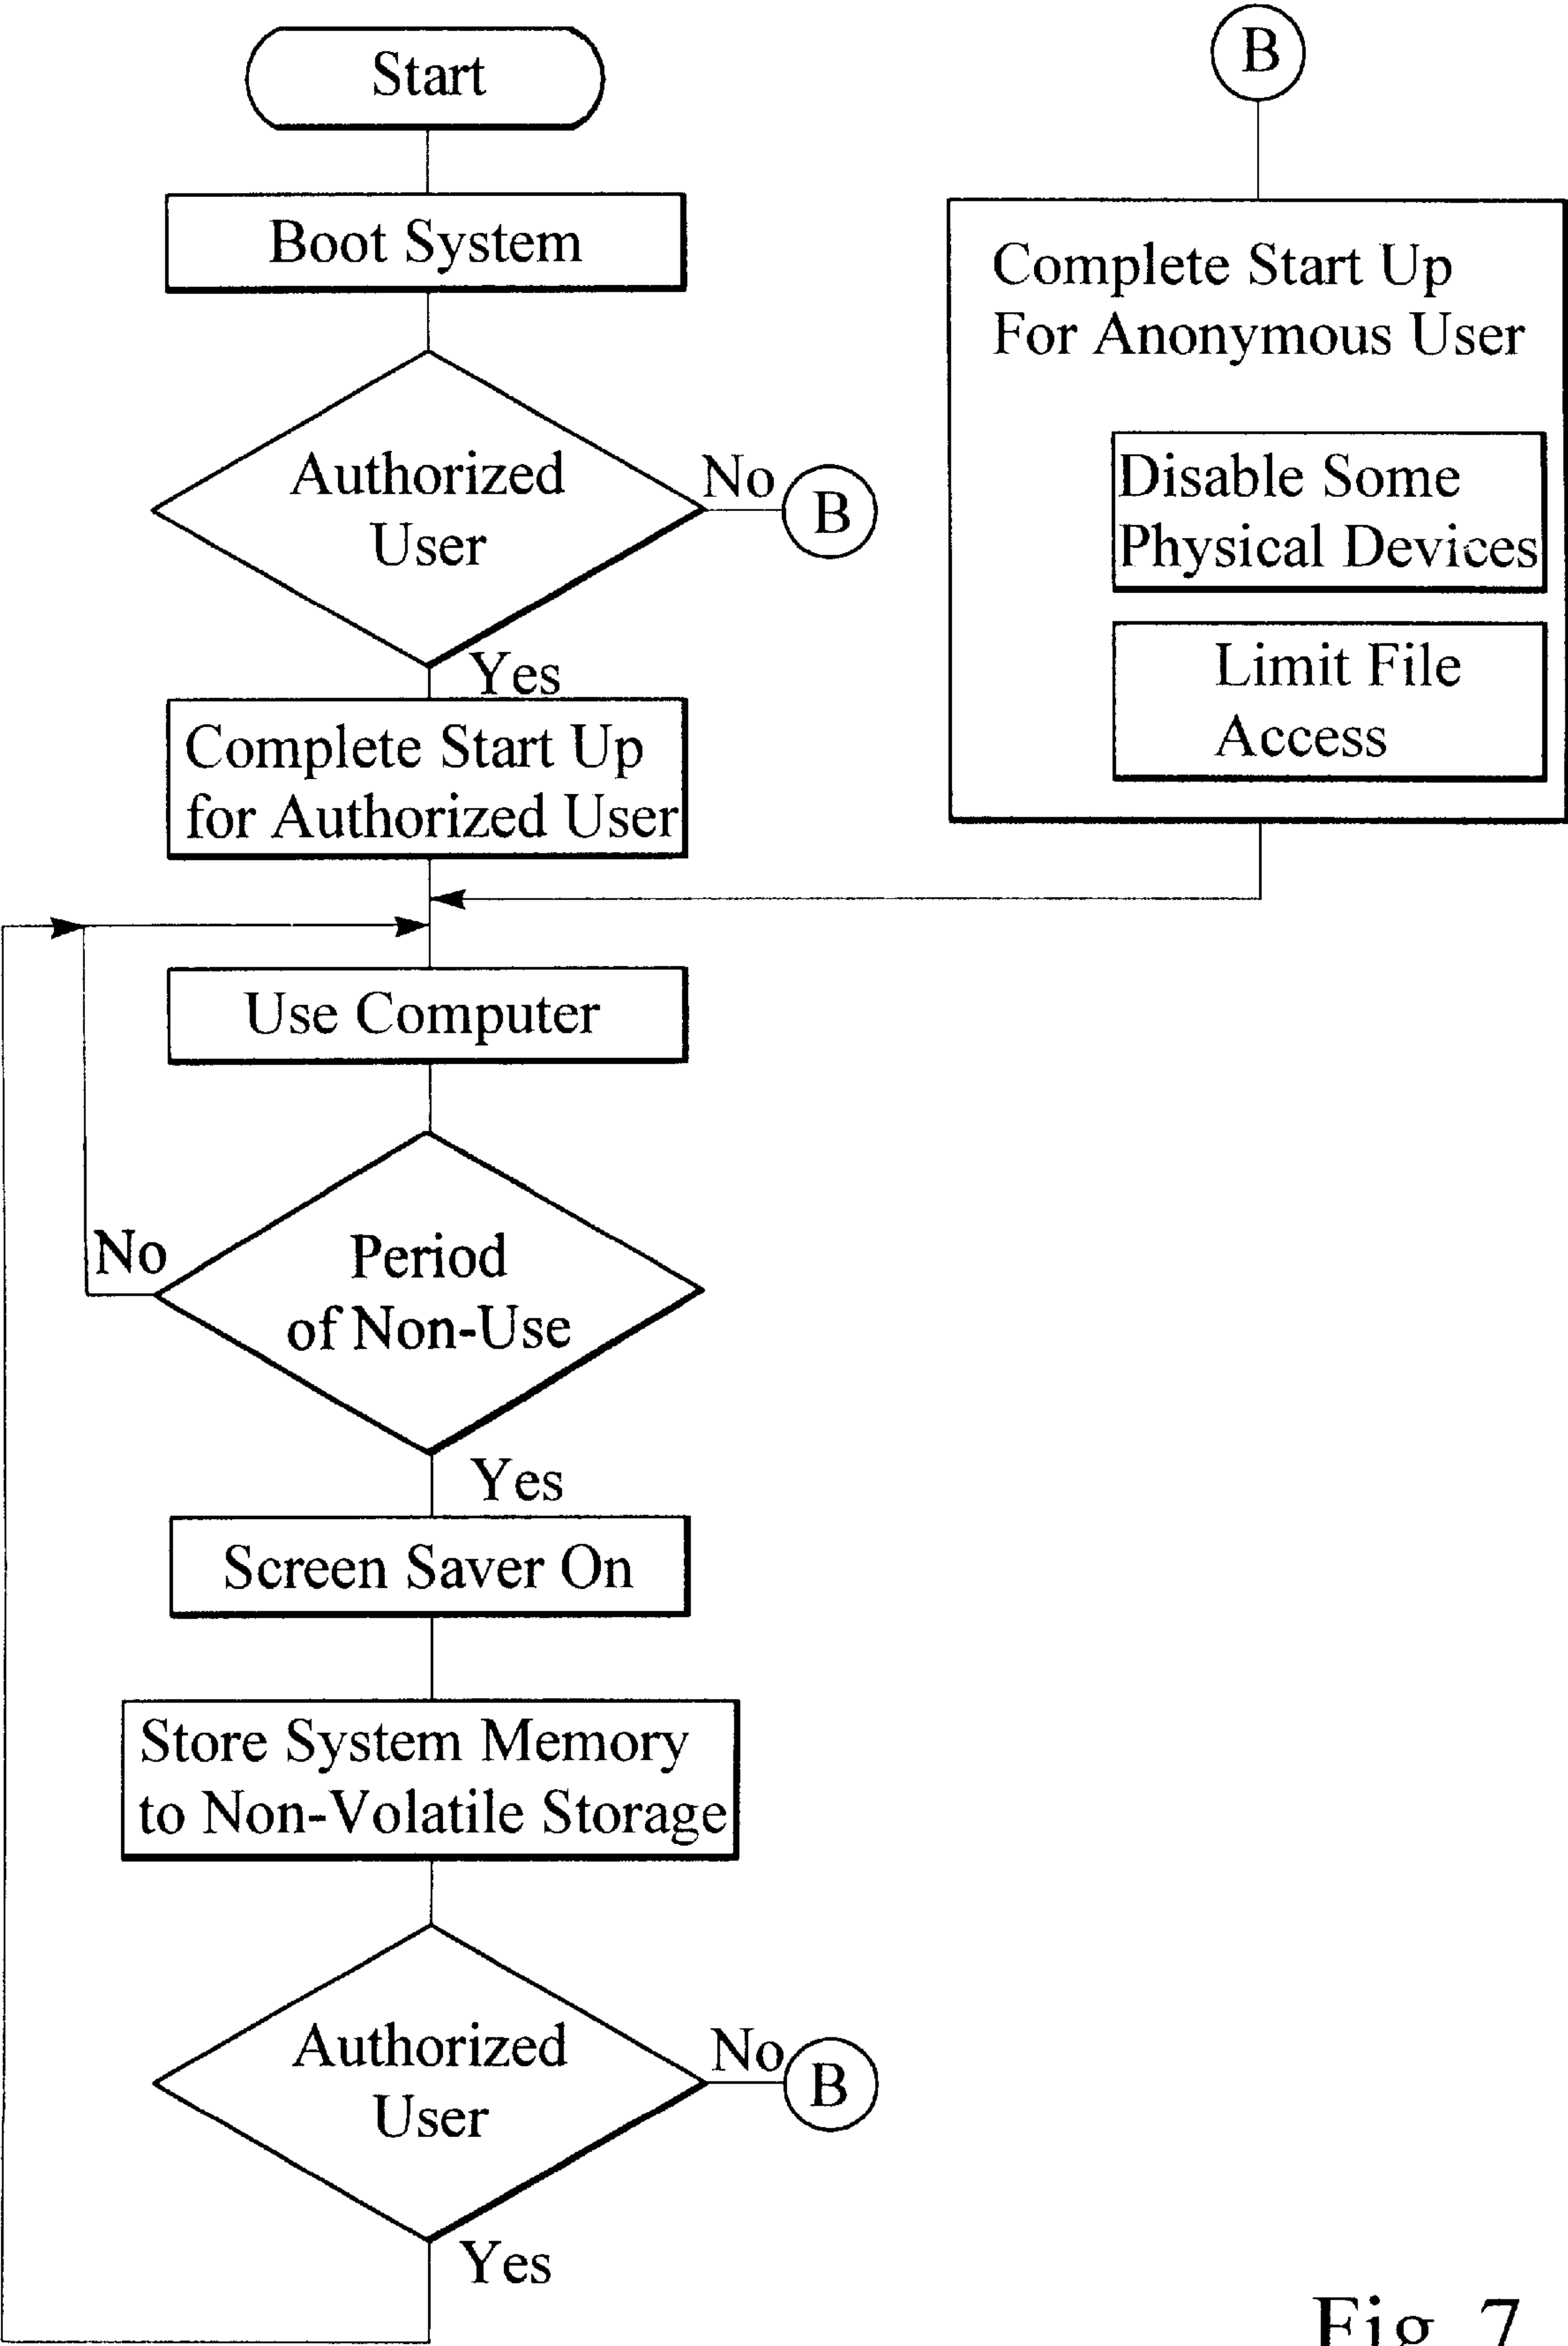 Start
Boot System
Authorized
User
No
B
Yes
Complete Start Up
for Authorized User
Use Computer
Period
of Non-Use
No
Yes
Screen Saver On
Store System Memory
to Non-Volatile Storage
Authorized
User
No
B
Yes
B
Complete Start Up
For Anonymous User
Disable Some
Physical Devices
Limit File
Access
Fig. 7